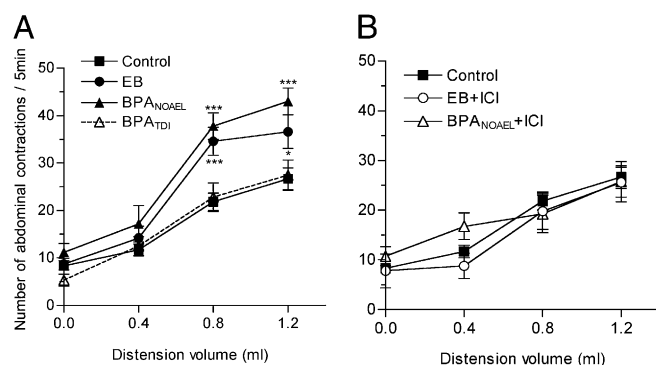 A
Number of abdominal contractions / 5min
Control
EB
BPANOAEL
BPATDI
50
40
30
20
10
0
***
***
***
*
0.0 0.4 0.8 1.2
Distension volume (ml)
B
Control
EB+ICI
BPANOAEL+ICI
50
40
30
20
10
0
0.0 0.4 0.8 1.2
Distension volume (ml)